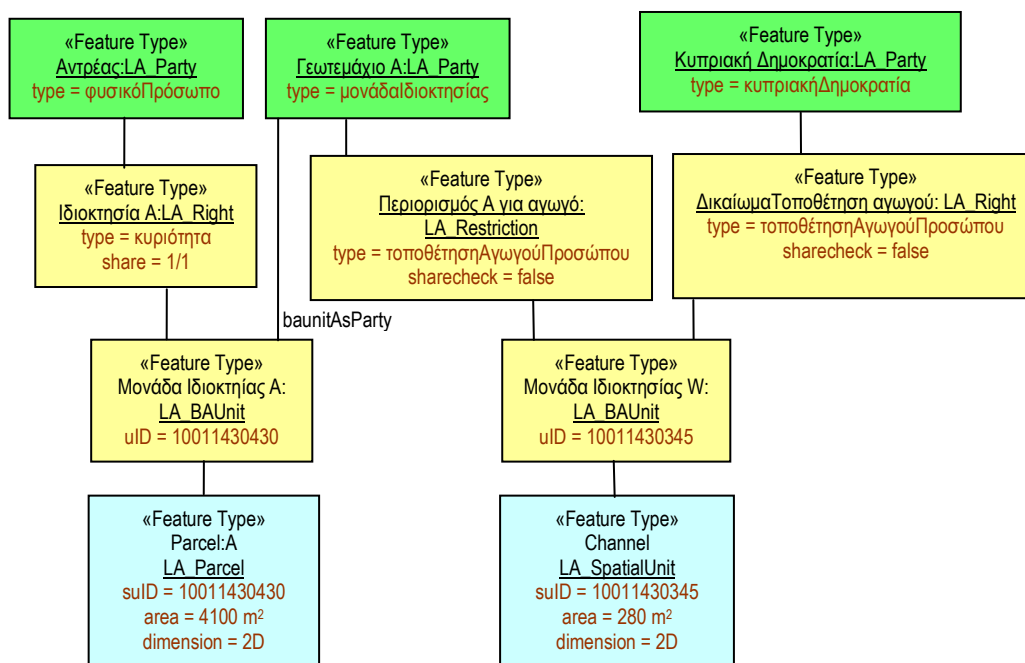 «Feature Type»
Αντρέας:LA_Party
type = φυσικόΠρόσωπο
«Feature Type»
Γεωτεμάχιο Α:LA_Party
type = μονάδαΙδιοκτησίας
«Feature Type»
Κυπριακή Δημοκρατία:LA_Party
type = κυπριακήΔημοκρατία
«Feature Type»
Ιδιοκτησία Α:LA_Right
type = κυριότητα
share = 1/1
«Feature Type»
Περιορισμός Α για αγωγό:
LA_Restriction
type = τοποθέτησηΑγωγούΠροσώπου
sharecheck = false
«Feature Type»
ΔικαίωμαΤοποθέτηση αγωγού: LA_Right
type = τοποθέτησηΑγωγούΠροσώπου
sharecheck = false
baunitAsParty
«Feature Type»
Μονάδα Ιδιοκτηίας Α:
LA_BAUnit
uID = 10011430430
«Feature Type»
Μονάδα Ιδιοκτησίας W:
LA_BAUnit
uID = 10011430345
«Feature Type»
Parcel:A
LA_Parcel
suID = 10011430430
area = 4100 m²
dimension = 2D
«Feature Type»
Channel
LA_SpatialUnit
suID = 10011430345
area = 280 m²
dimension = 2D